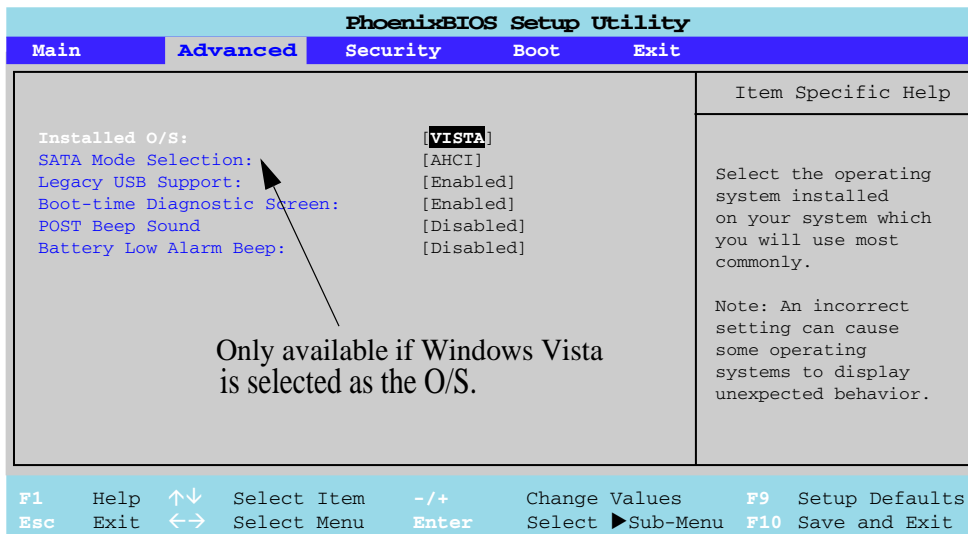 PhoenixBIOS Setup Utility
Main Advanced Security Boot Exit
Item Specific Help
Installed O/S: [VISTA]
SATA Mode Selection: [AHCI]
Legacy USB Support: [Enabled]
Boot-time Diagnostic Screen: [Enabled]
POST Beep Sound [Disabled]
Battery Low Alarm Beep: [Disabled]
Only available if Windows Vista
is selected as the O/S.
Select the operating
system installed
on your system which
you will use most
commonly.
Note: An incorrect
setting can cause
some operating
systems to display
unexpected behavior.
F1 Help ↑↓ Select Item -/+ Change Values F9 Setup Defaults
Esc Exit ←→ Select Menu Enter Select ▶Sub-Menu F10 Save and Exit